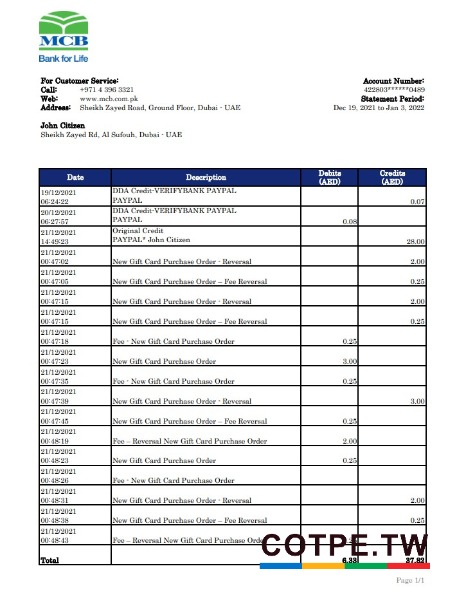 MCB
Bank for Life
For Customer Service:
Call: +971 4 396 3321
Web: www.mcb.com.pk
Address: Sheikh Zayed Road, Ground Floor, Dubai - UAE
Account Number:
422803******0489
Statement Period:
Dec 19, 2021 to Jan 3, 2022
John Citizen
Sheikh Zayed Rd, Al Sufouh, Dubai - UAE
Date Description Debits (AED) Credits (AED)
19/12/2021 DDA Credit-VERIFYBANK PAYPAL
06:24:22 PAYPAL 0.07
20/12/2021 DDA Credit-VERIFYBANK PAYPAL
06:27:57 PAYPAL 0.08
21/12/2021 Original Credit
14:49:23 PAYPAL* John Citizen 28.00
21/12/2021
00:47:02 New Gift Card Purchase Order - Reversal 2.00
21/12/2021
00:47:05 New Gift Card Purchase Order – Fee Reversal 0.25
21/12/2021
00:47:15 New Gift Card Purchase Order - Reversal 2.00
21/12/2021
00:47:15 New Gift Card Purchase Order – Fee Reversal 0.25
21/12/2021
00:47:18 Fee - New Gift Card Purchase Order 0.25
21/12/2021
00:47:23 New Gift Card Purchase Order 3.00
21/12/2021
00:47:35 Fee - New Gift Card Purchase Order 0.25
21/12/2021
00:47:39 New Gift Card Purchase Order - Reversal 3.00
21/12/2021
00:47:45 New Gift Card Purchase Order – Fee Reversal 0.25
21/12/2021
00:48:19 Fee – Reversal New Gift Card Purchase Order 2.00
21/12/2021
00:48:23 New Gift Card Purchase Order 0.25
21/12/2021
00:48:26 Fee - New Gift Card Purchase Order
21/12/2021
00:48:31 New Gift Card Purchase Order - Reversal 2.00
21/12/2021
00:48:38 New Gift Card Purchase Order – Fee Reversal 0.25
21/12/2021
00:48:43 Fee – Reversal New Gift Card Purchase Order
COTPE.TW
Total 6.33 37.82
Page 1/1